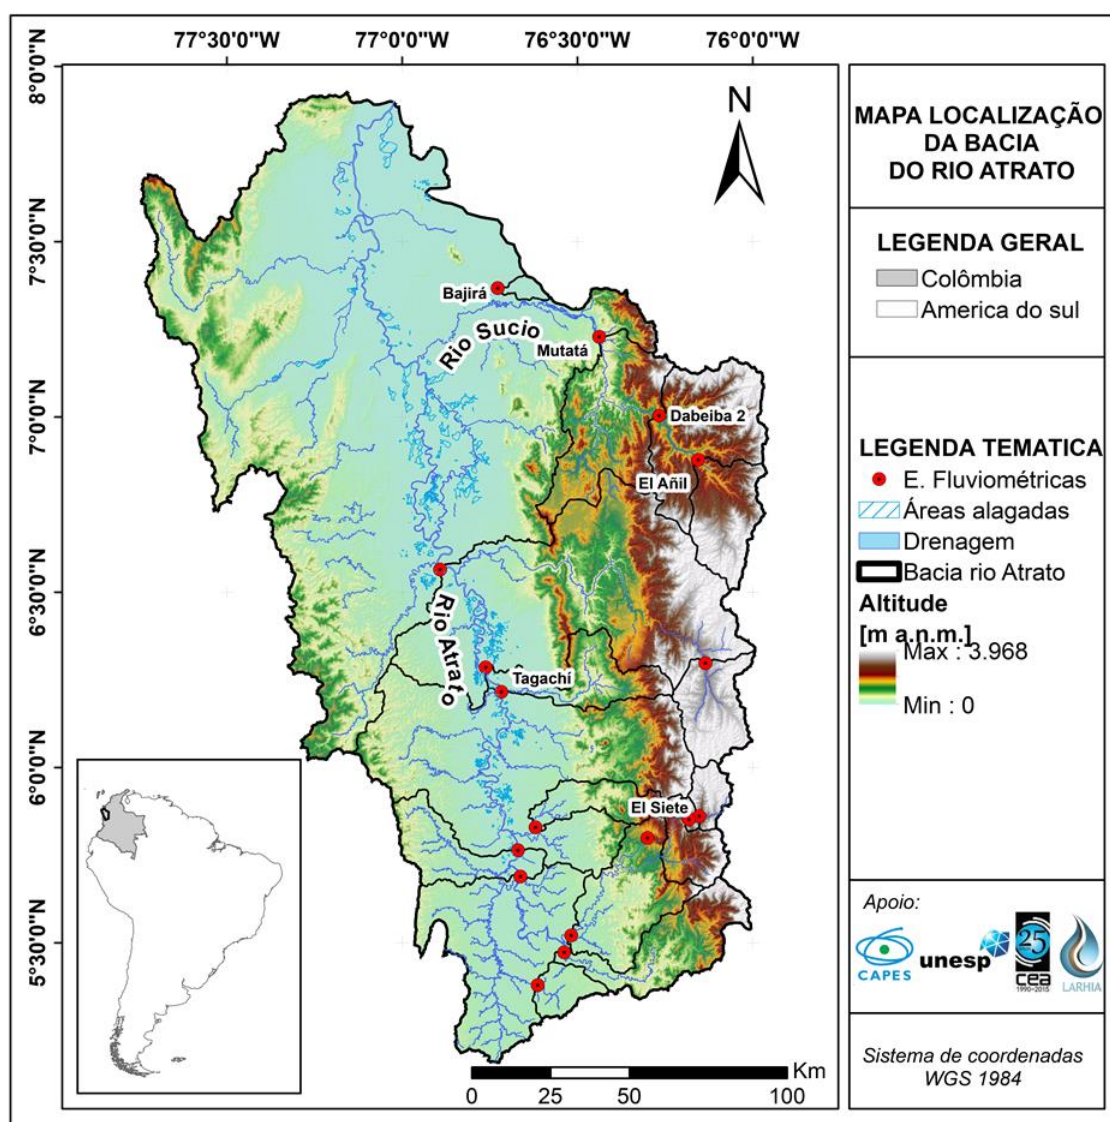 77°30'0"W 77°0'0"W 76°30'0"W 76°0'0"W
8°0'0"N
7°30'0"N
7°0'0"N
6°30'0"N
6°0'0"N
5°30'0"N
N
Bajirá
Rio Sucio
Mutatá
Dabeiba 2
El Añil
Rio Atrato
Tagachí
El Siete
Km
0 25 50 100
MAPA LOCALIZAÇÃO
DA BACIA
DO RIO ATRATO
LEGENDA GERAL
Colômbia
America do sul
LEGENDA TEMATICA
E. Fluviométricas
Áreas alagadas
Drenagem
Bacia rio Atrato
Altitude
[m a.n.m.]
Max : 3.968
Min : 0
Apoio:
CAPES
unesp
25
cea
1990-2015
LARHIA
Sistema de coordenadas
WGS 1984